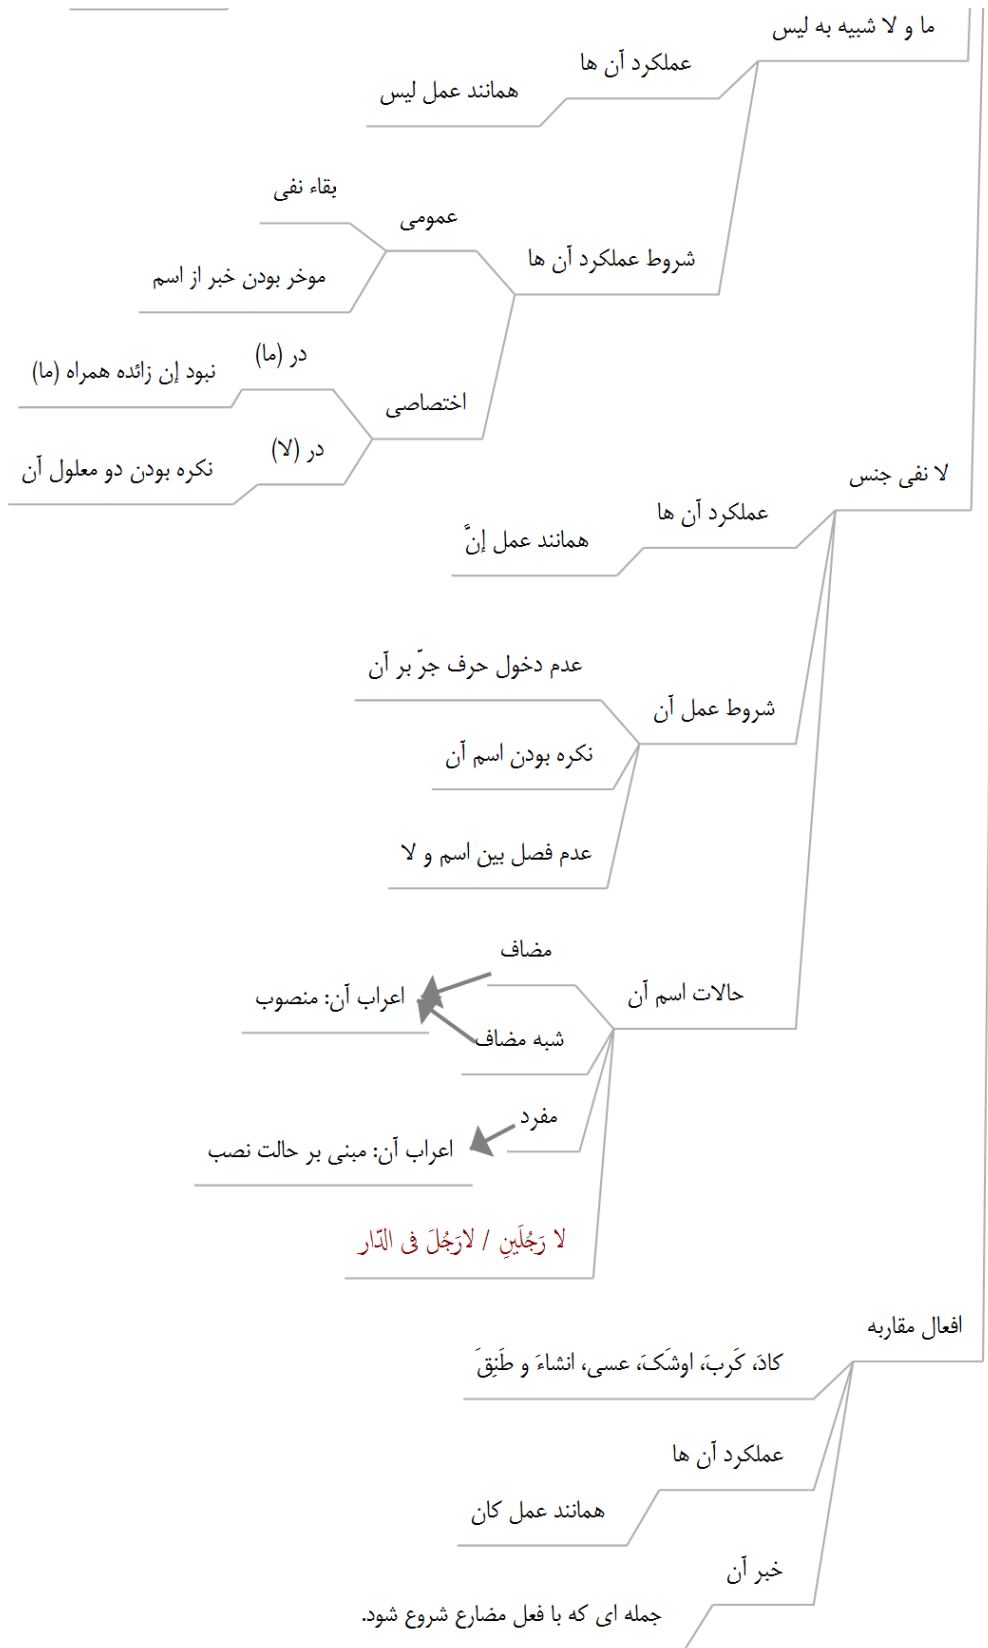 ما و لا شبیه به لیس
عملکرد آن ها
همانند عمل لیس
شروط عملکرد آن ها
عمومی
بقاء نفی
موخر بودن خبر از اسم
اختصاصی
در (ما)
نبود إن زائده همراه (ما)
در (لا)
نکره بودن دو معلول آن
لا نفی جنس
عملکرد آن ها
همانند عمل إنَّ
شروط عمل آن
عدم دخول حرف جرّ بر آن
نکره بودن اسم آن
عدم فصل بین اسم و لا
حالات اسم آن
مضاف
شبه مضاف
اعراب آن: منصوب
مفرد
اعراب آن: مبنی بر حالت نصب
لا رَجُلَینِ / لارَجُلَ فی الدّار
افعال مقاربه
کادَ، کَربَ، اوشَکَ، عسی، انشاءَ و طَنِقَ
عملکرد آن ها
همانند عمل کان
خبر آن
جمله ای که با فعل مضارع شروع شود.